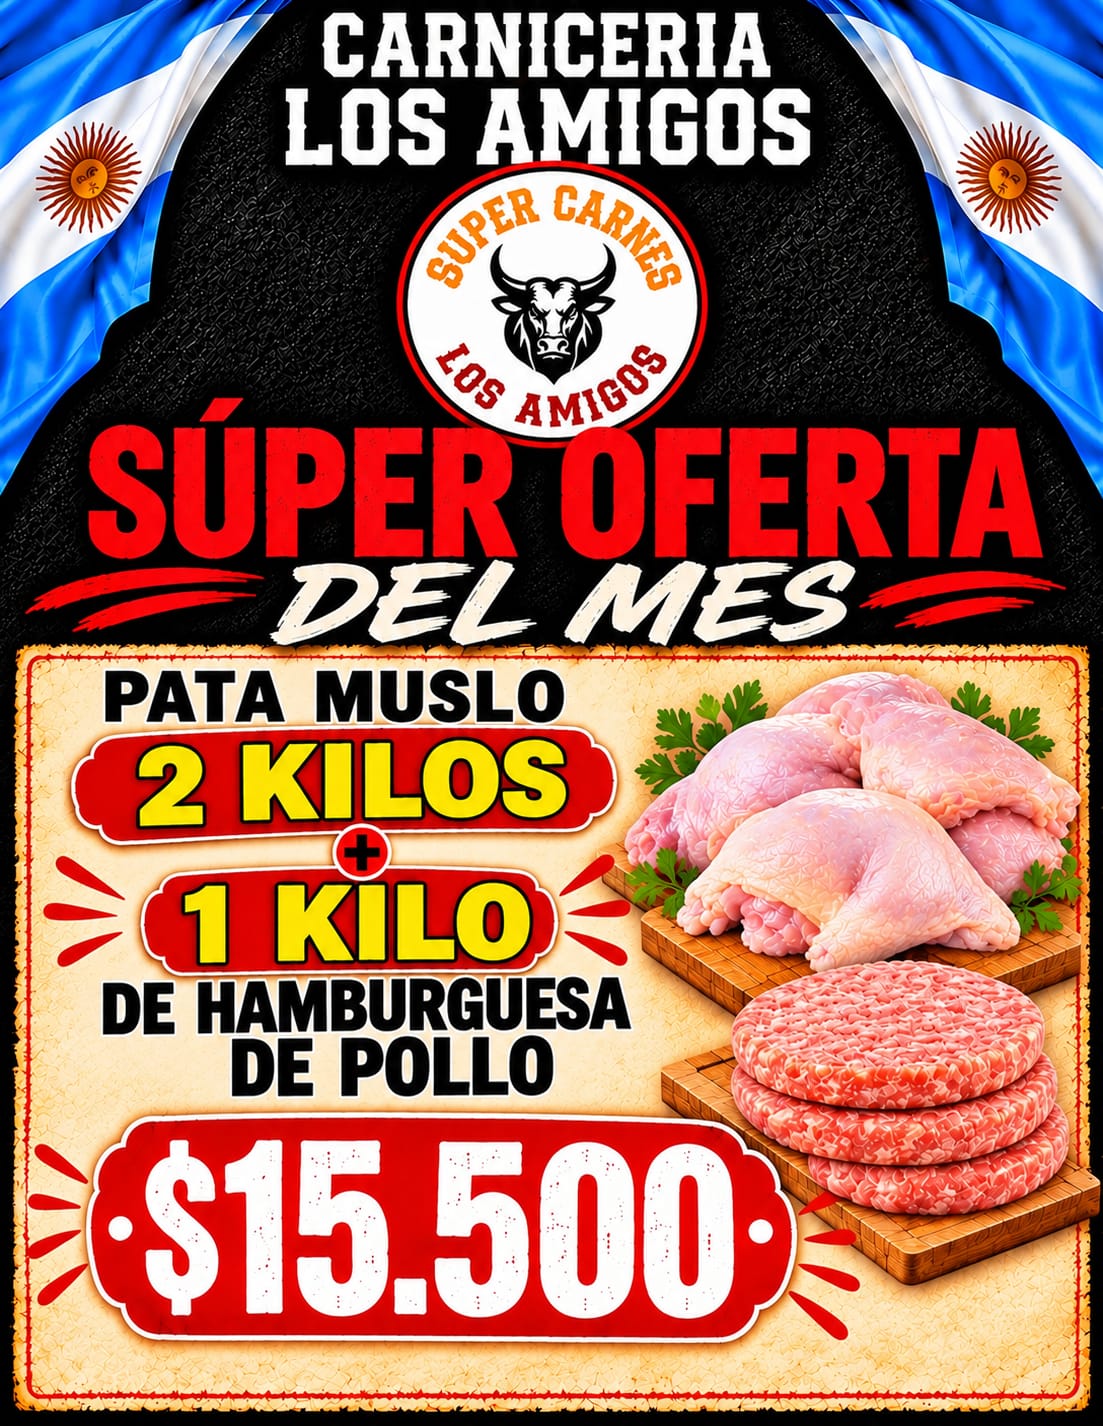 CARNICERIA
LOS AMIGOS
SUPER CARNES
LOS AMIGOS
SÚPER OFERTA
DEL MES
PATA MUSLO
2 KILOS
+
1 KILO
DE HAMBURGUESA
DE POLLO
$15.500